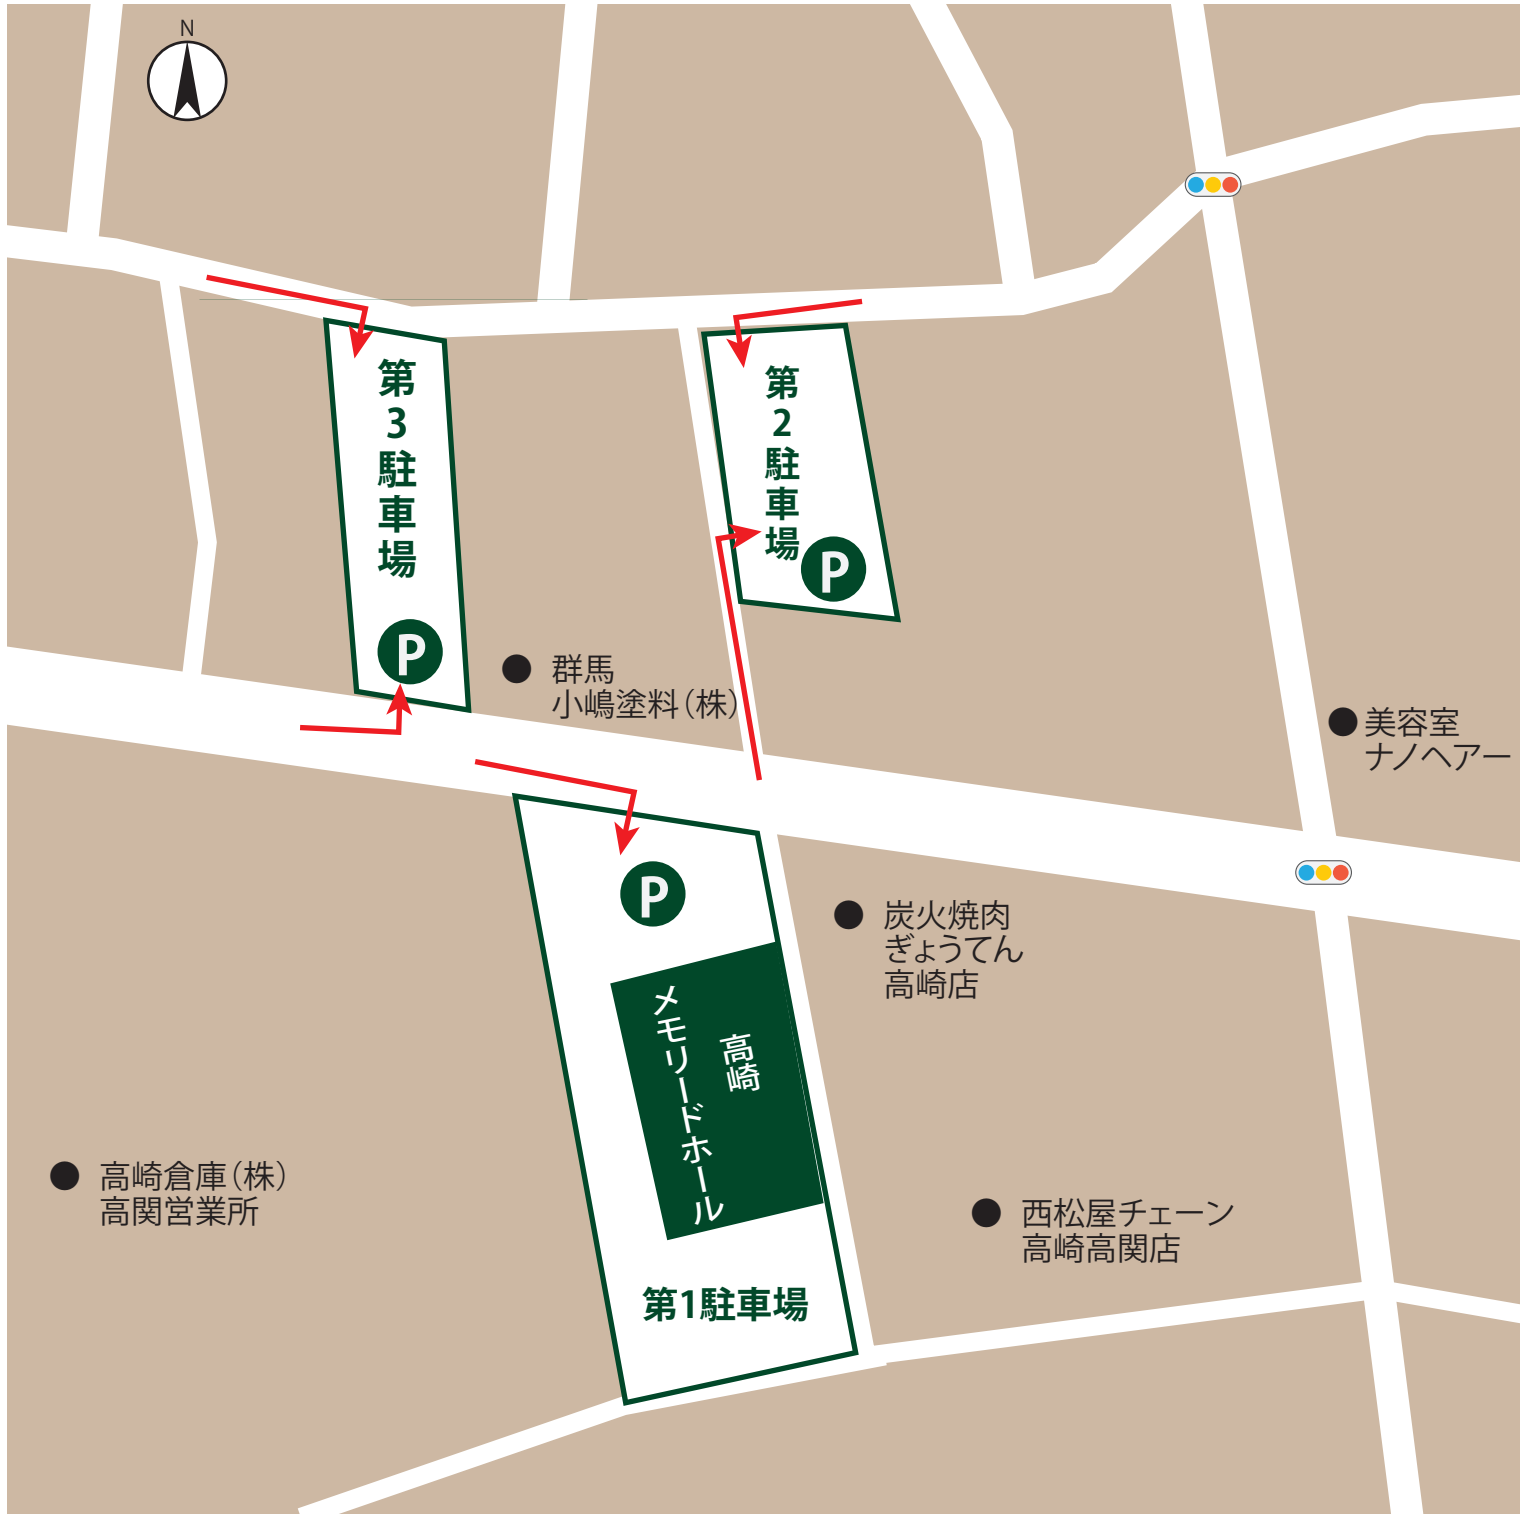 N
第3駐車場
P
第2駐車場
P
群馬
小嶋塗料(株)
美容室
ナノヘアー
P
炭火焼肉
ぎょうてん
高崎店
高崎
メモリードホール
高崎倉庫(株)
高関営業所
西松屋チェーン
高崎高関店
第1駐車場